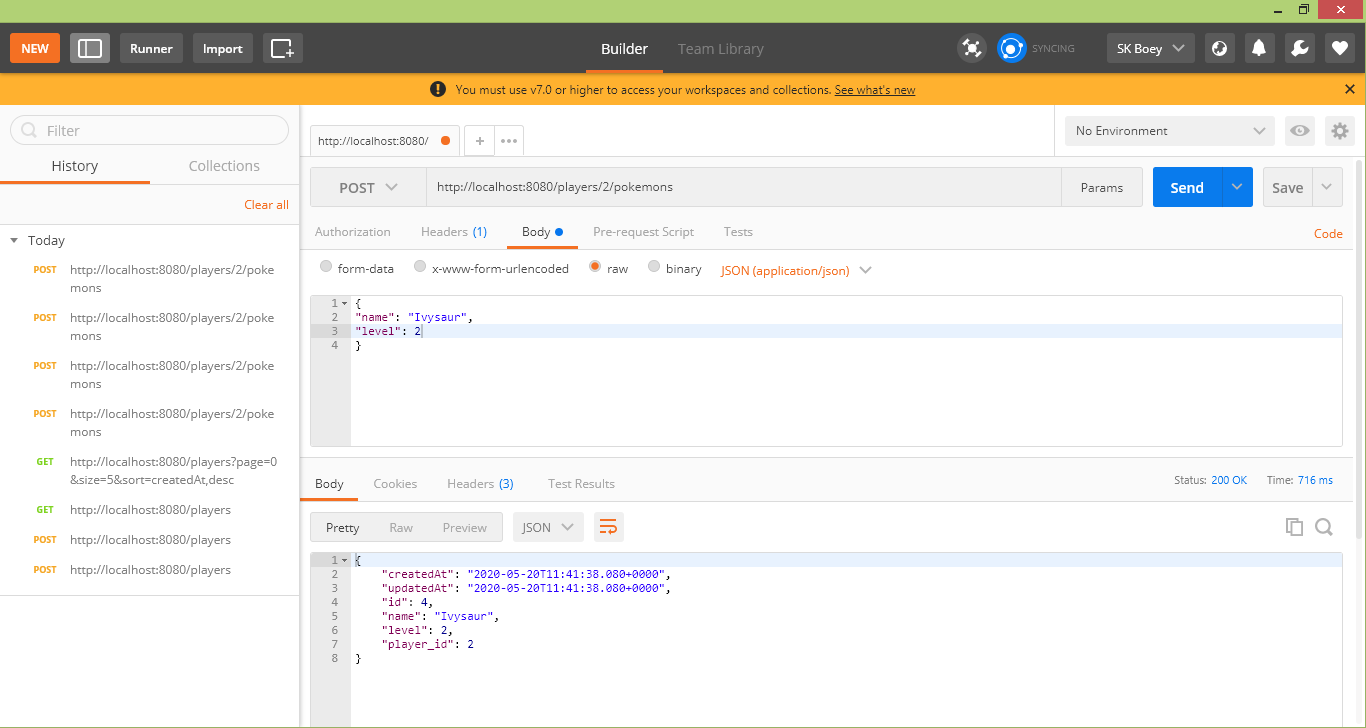 NEW Runner Import Builder Team Library SYNCING SK Boey
You must use v7.0 or higher to access your workspaces and collections. See what's new
Filter
History Collections
Clear all
Today
POST http://localhost:8080/players/2/poke
mons
POST http://localhost:8080/players/2/poke
mons
POST http://localhost:8080/players/2/poke
mons
POST http://localhost:8080/players/2/poke
mons
GET http://localhost:8080/players?page=0
&size=5&sort=createdAt,desc
GET http://localhost:8080/players
POST http://localhost:8080/players
POST http://localhost:8080/players
http://localhost:8080/ + ••• No Environment
POST http://localhost:8080/players/2/pokemons Params Send Save
Authorization Headers (1) Body Pre-request Script Tests Code
form-data x-www-form-urlencoded raw binary JSON (application/json)
1 {
2 "name": "Ivysaur",
3 "level": 2
4 }
Body Cookies Headers (3) Test Results Status: 200 OK Time: 716 ms
Pretty Raw Preview JSON
1 {
2 "createdAt": "2020-05-20T11:41:38.080+0000",
3 "updatedAt": "2020-05-20T11:41:38.080+0000",
4 "id": 4,
5 "name": "Ivysaur",
6 "level": 2,
7 "player_id": 2
8 }